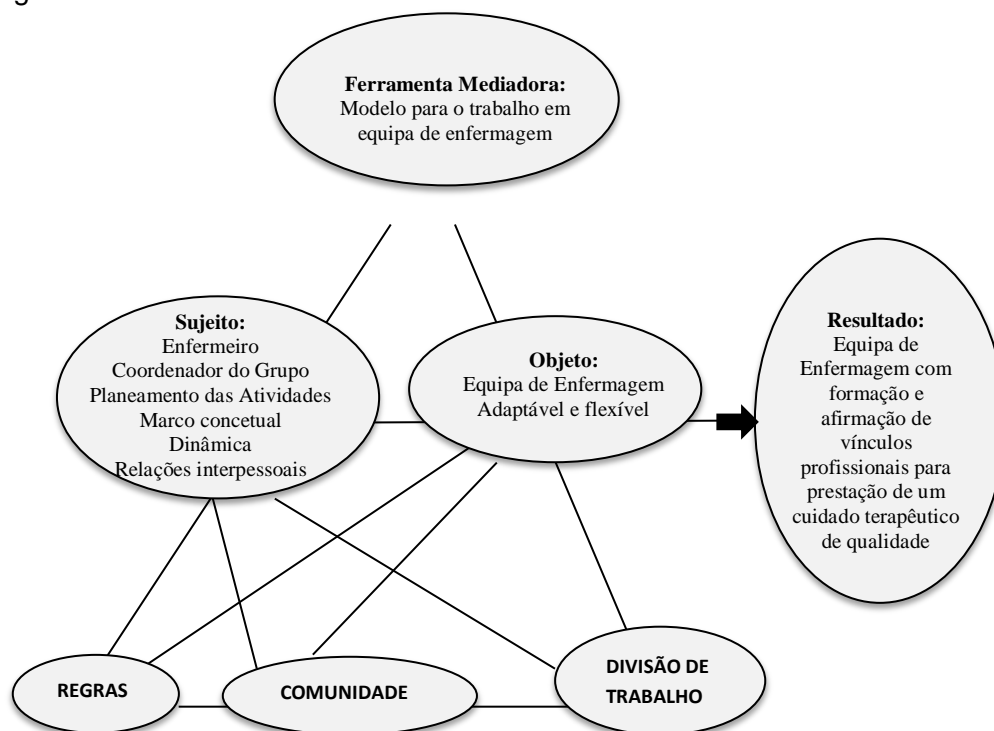 g
Ferramenta Mediadora:
Modelo para o trabalho em
equipa de enfermagem
Sujeito:
Enfermeiro
Coordenador do Grupo
Planeamento das Atividades
Marco concetual
Dinâmica
Relações interpessoais
Objeto:
Equipa de Enfermagem
Adaptável e flexível
Resultado:
Equipa de
Enfermagem com
formação e
afirmação de
vínculos
profissionais para
prestação de um
cuidado terapêutico
de qualidade
REGRAS
COMUNIDADE
DIVISÃO DE
TRABALHO